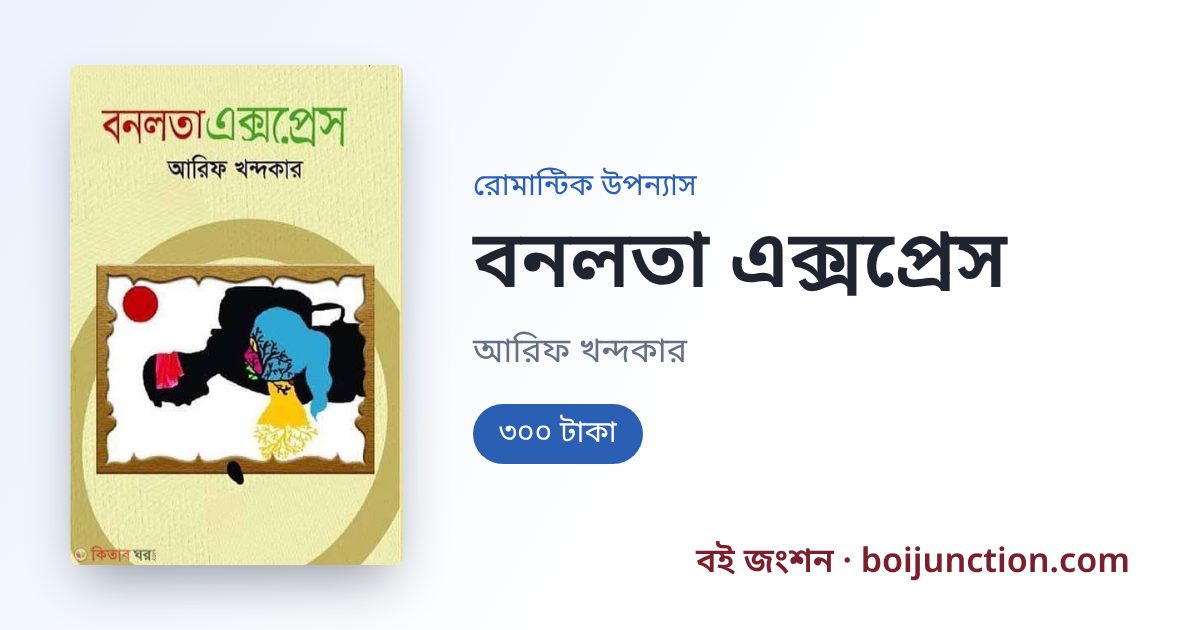 বনলতা এক্সপ্রেস
আরিফ খন্দকার
কিতাব ঘর
রোমান্টিক উপন্যাস
বনলতা এক্সপ্রেস
আরিফ খন্দকার
৩০০ টাকা
বই জংশন · boijunction.com